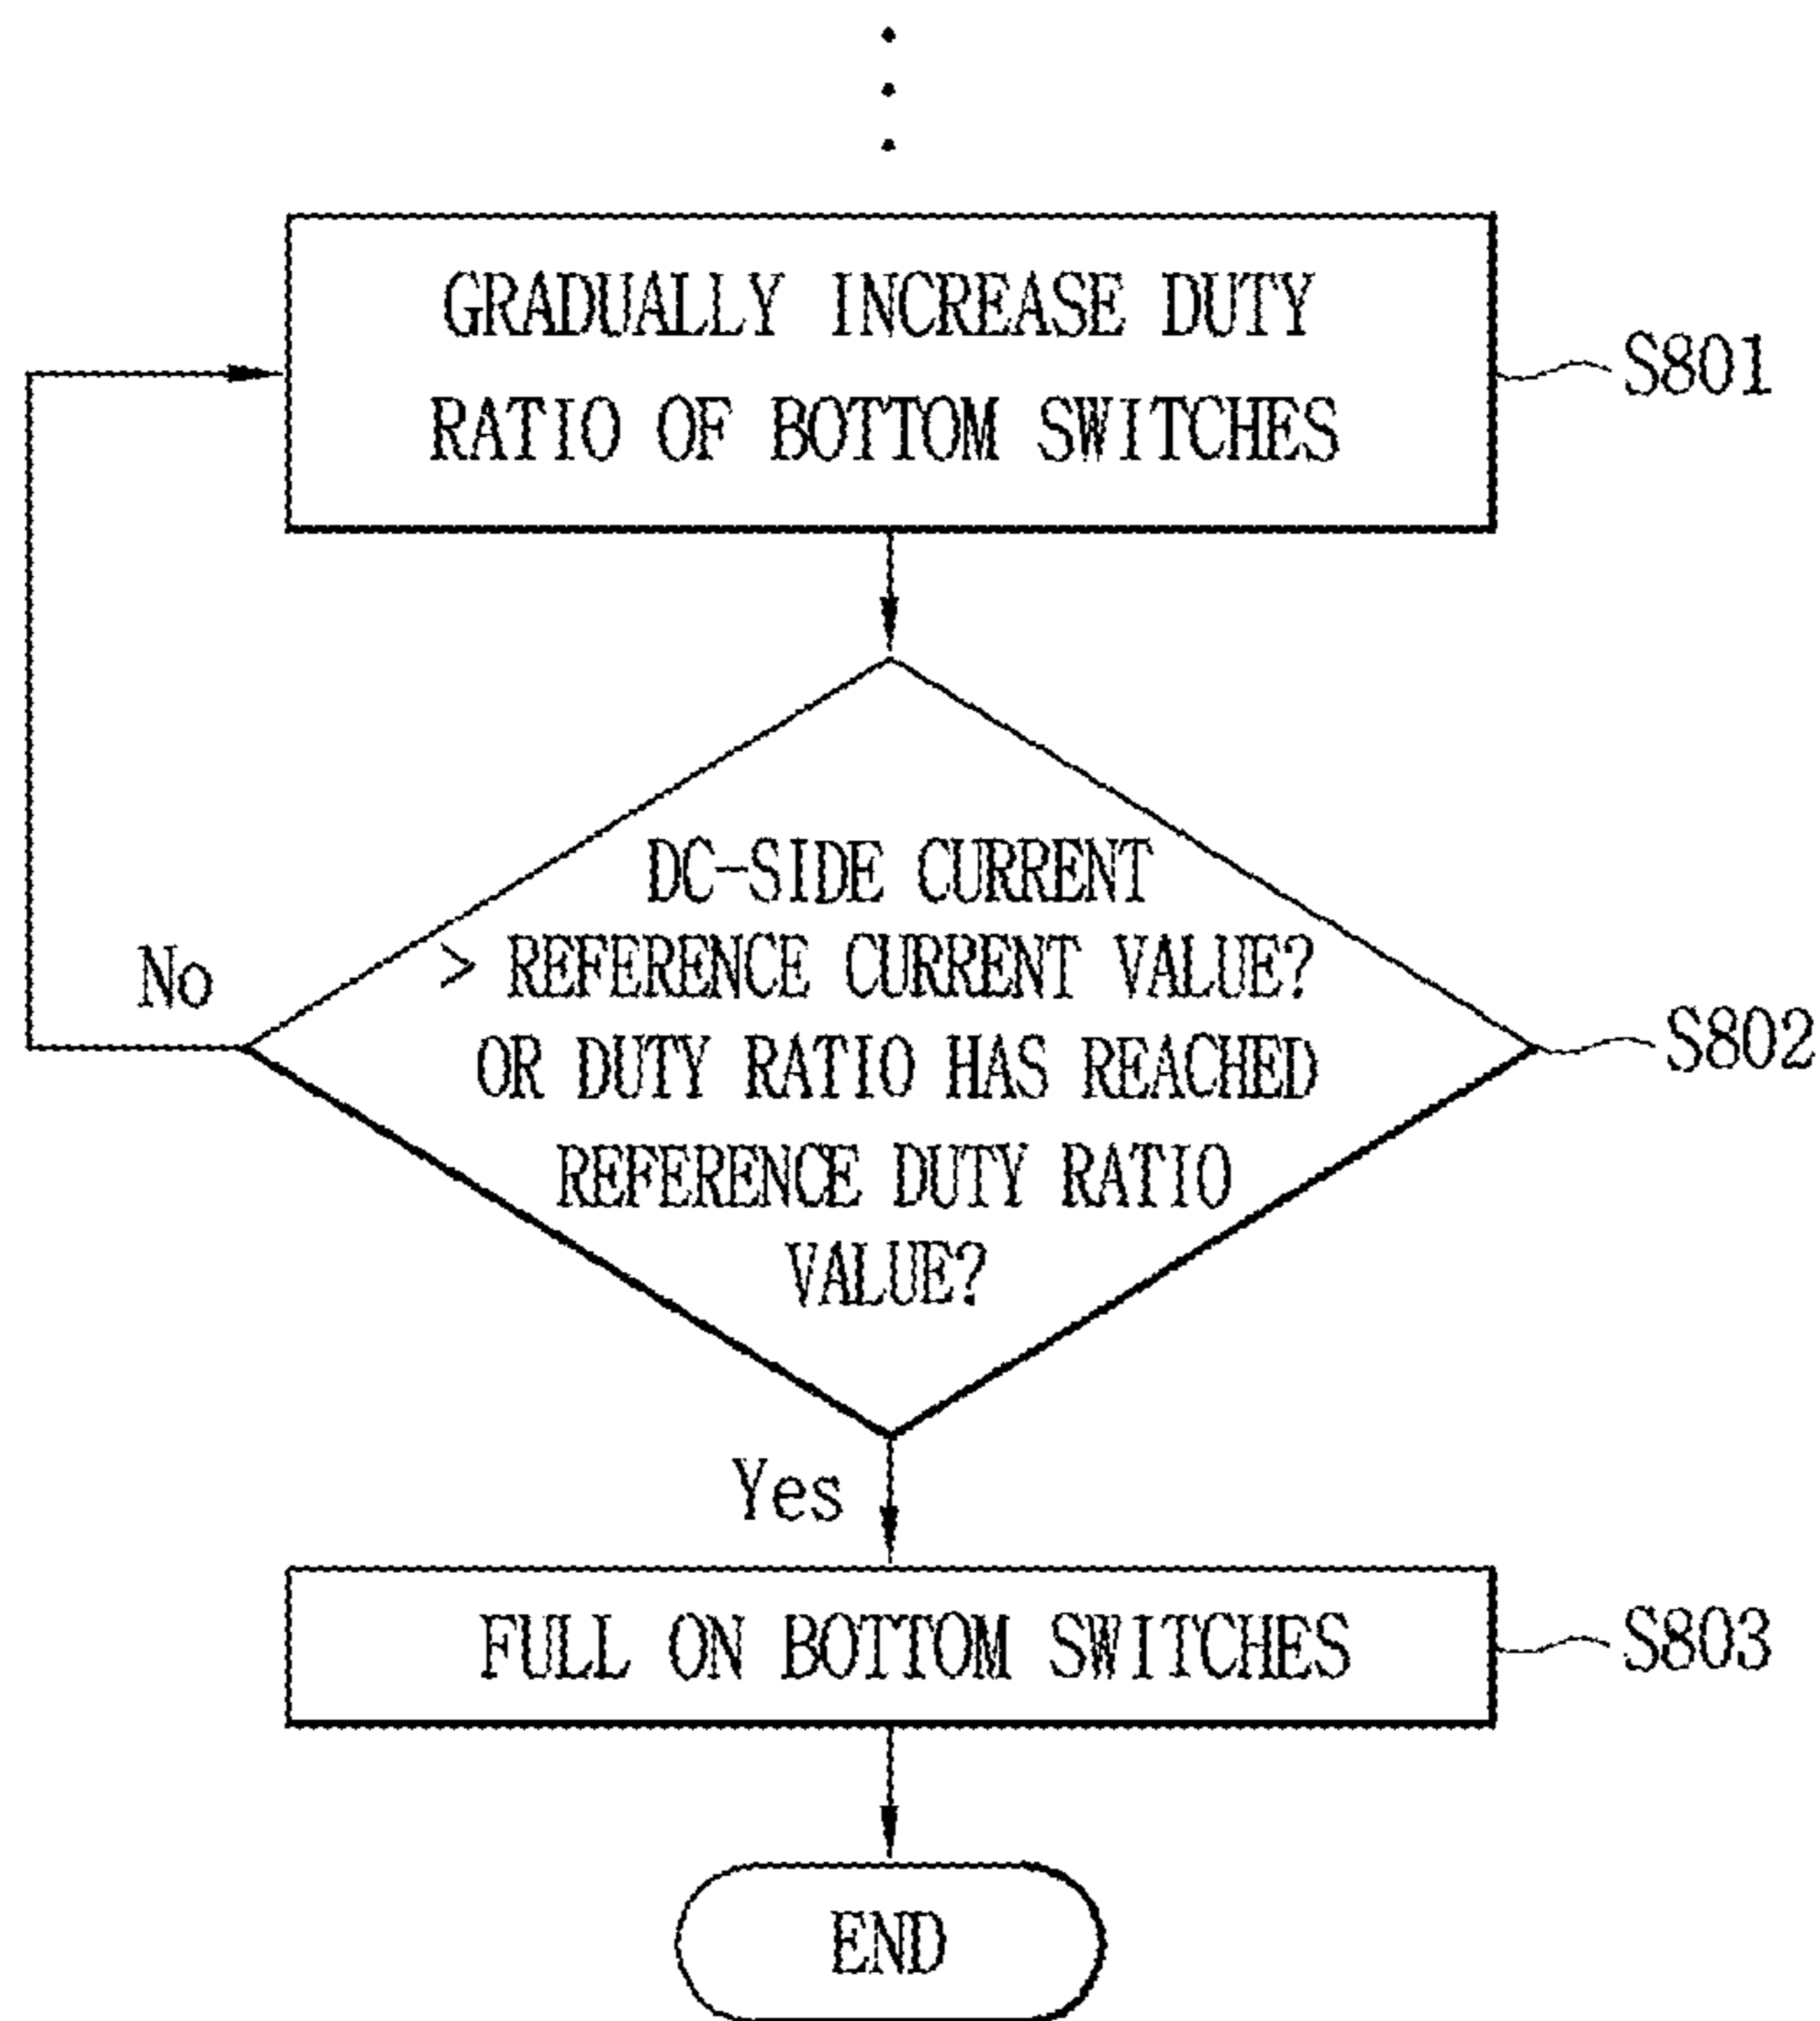 GRADUALLY INCREASE DUTY
RATIO OF BOTTOM SWITCHES
S801
DC-SIDE CURRENT
> REFERENCE CURRENT VALUE?
OR DUTY RATIO HAS REACHED
REFERENCE DUTY RATIO
VALUE?
No
S802
Yes
FULL ON BOTTOM SWITCHES
S803
END